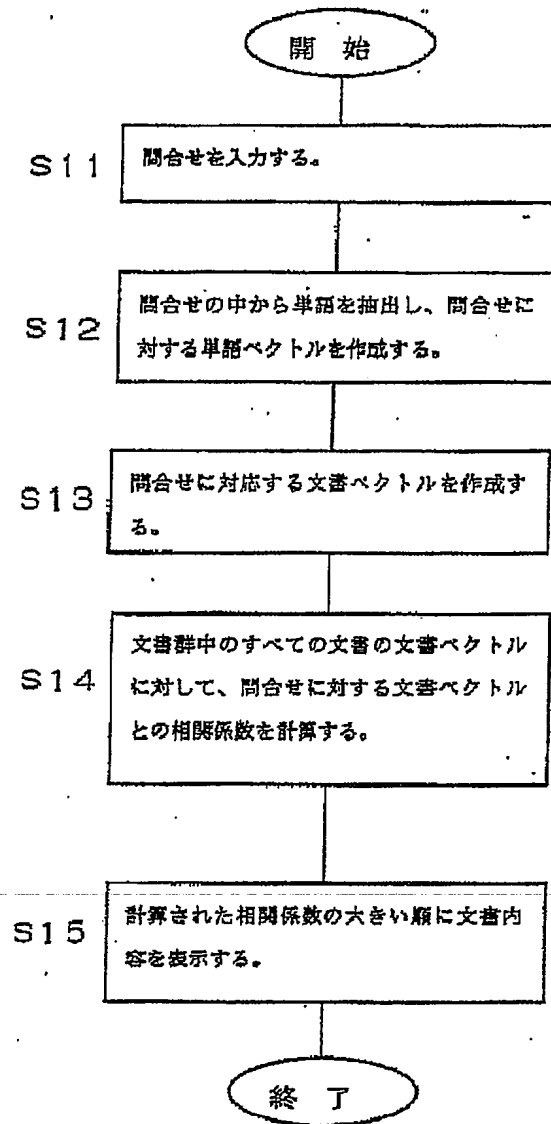 開 始
S11
問合せを入力する。
S12
問合せの中から単語を抽出し、問合せに
対する単語ベクトルを作成する。
S13
問合せに対応する文書ベクトルを作成す
る。
S14
文書群中のすべての文書の文書ベクトル
に対して、問合せに対する文書ベクトル
との相関係数を計算する。
S15
計算された相関係数の大きい順に文書内
容を表示する。
終 了